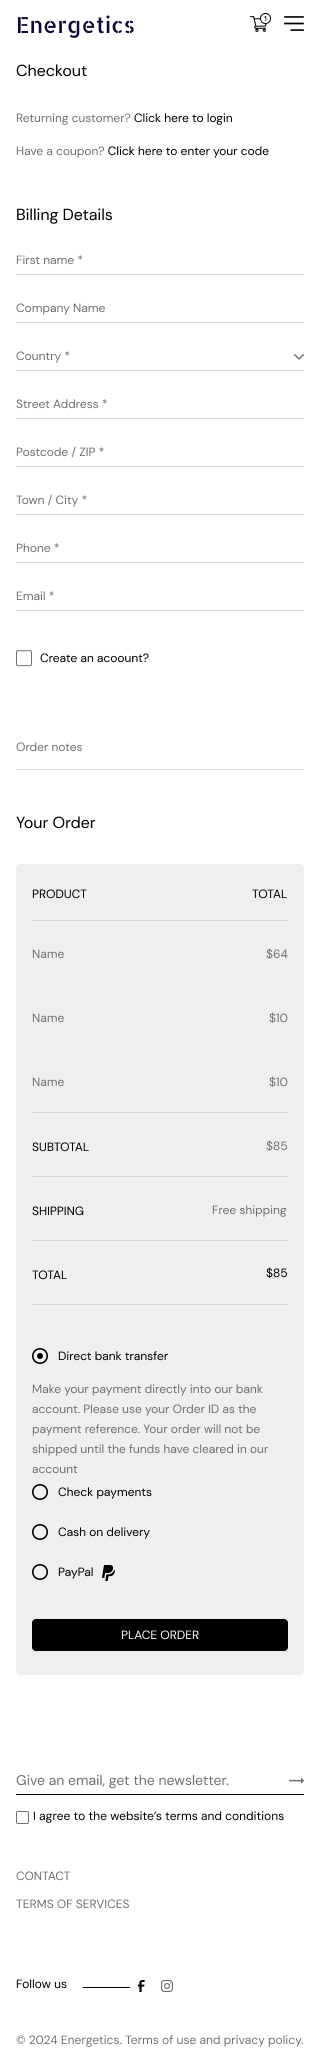 Energetics
1
Checkout
Returning customer? Click here to login
Have a coupon? Click here to enter your code
Billing Details
First name *
Company Name
Country *
Street Address *
Postcode / ZIP *
Town / City *
Phone *
Email *
Create an acoount?
Order notes
Your Order
PRODUCT TOTAL
Name $64
Name $10
Name $10
SUBTOTAL $85
SHIPPING Free shipping
TOTAL $85
Direct bank transfer
Make your payment directly into our bank
account. Please use your Order ID as the
payment reference. Your order will not be
shipped until the funds have cleared in our
account
Check payments
Cash on delivery
PayPal
PLACE ORDER
Give an email, get the newsletter.
I agree to the website's terms and conditions
CONTACT
TERMS OF SERVICES
Follow us
© 2024 Energetics. Terms of use and privacy policy.